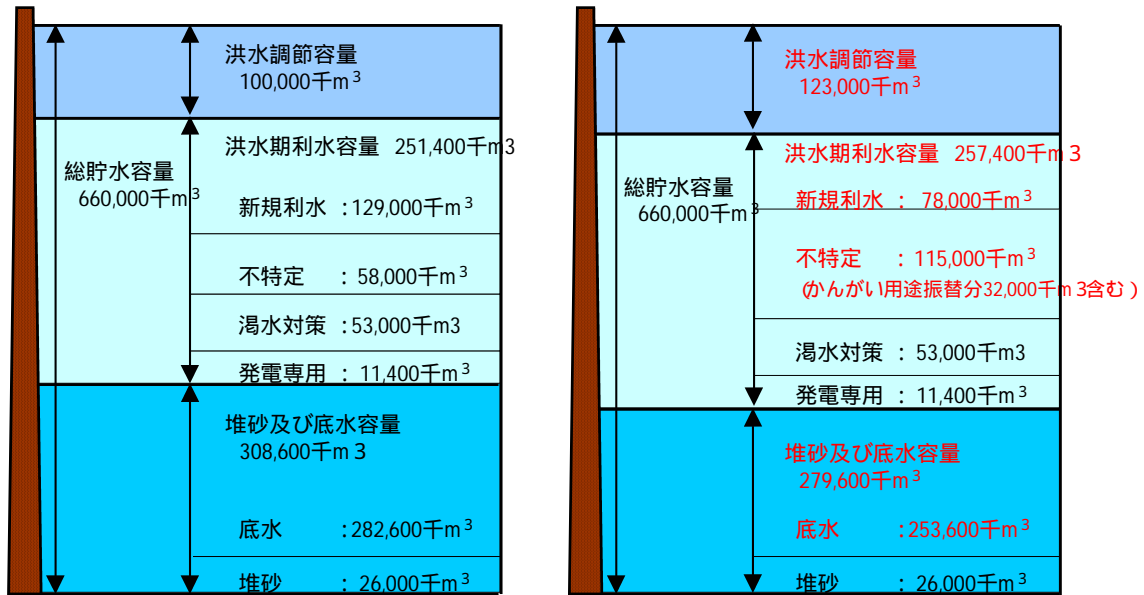 洪水調節容量
100,000千m³
洪水期利水容量 251,400千m3
総貯水容量
660,000千m³
新規利水 :129,000千m³
不特定 : 58,000千m³
渇水対策 :53,000千m3
発電専用 : 11,400千m³
堆砂及び底水容量
308,600千m3
底水 :282,600千m³
堆砂 : 26,000千m³
洪水調節容量
123,000千m³
洪水期利水容量 257,400千m3
総貯水容量
660,000千m³
新規利水 : 78,000千m³
不特定 : 115,000千m³
(かんがい用途振替分32,000千m3含む)
渇水対策 : 53,000千m3
発電専用 : 11,400千m³
堆砂及び底水容量
279,600千m³
底水 :253,600千m³
堆砂 : 26,000千m³